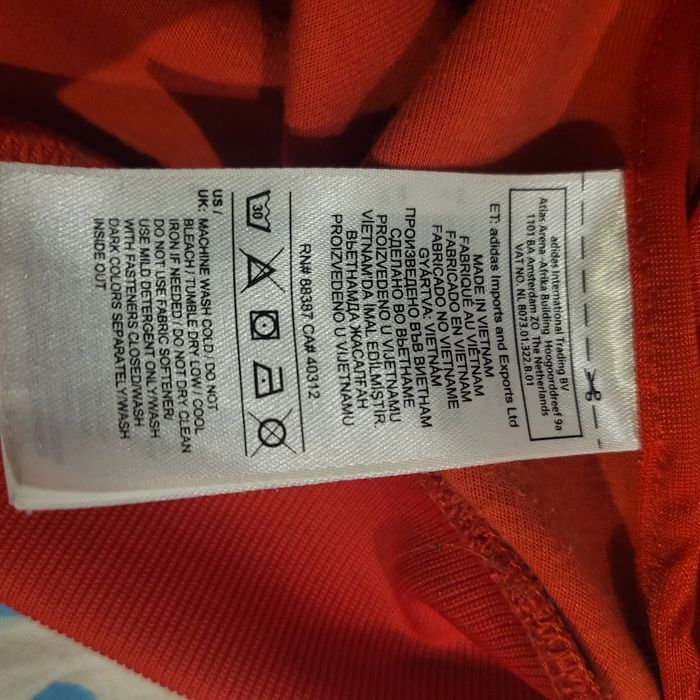 adidas International Trading BV
Atlas Arena -Afrika Building Hoogoorddreef 9a
1101 BA Amsterdam ZO The Netherlands
VAT NO. NL 8073.01.322.B.01
ET: adidas Imports and Exports Ltd
MADE IN VIETNAM
FABRIQUÉ AU VIÊTNAM
FABRICADO EN VIETNAM
FABRICADO NO VIETNAME
GYÁRTVA: VIETNÁM
ПРОИЗВЕДЕНО ВЪВ ВИЕТНАМ
СДЕЛАНО ВО ВЬЕТНАМЕ
PROIZVEDENO U VIJETNAMU
VIETNAM'DA İMAL EDİLMİŞTİR.
ВЬЕТНАМДА ЖАСАЛҒАН
PROIZVEDENO U VIJETNAMU
RN# 88387 CA# 40312
30
US /
UK: MACHINE WASH COLD / DO NOT
BLEACH / TUMBLE DRY LOW / COOL
IRON IF NEEDED / DO NOT DRY CLEAN
DO NOT USE FABRIC SOFTENER/
USE MILD DETERGENT ONLY/WASH
WITH FASTENERS CLOSED/WASH
DARK COLORS SEPARATELY/WASH
INSIDE OUT